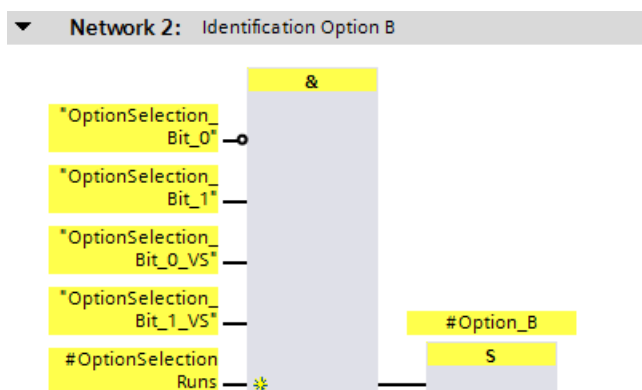 Network 2: Identification Option B
&
"OptionSelection_
Bit_0"
"OptionSelection_
Bit_1"
"OptionSelection_
Bit_0_VS"
"OptionSelection_
Bit_1_VS"
#Option_B
#OptionSelection
Runs
S